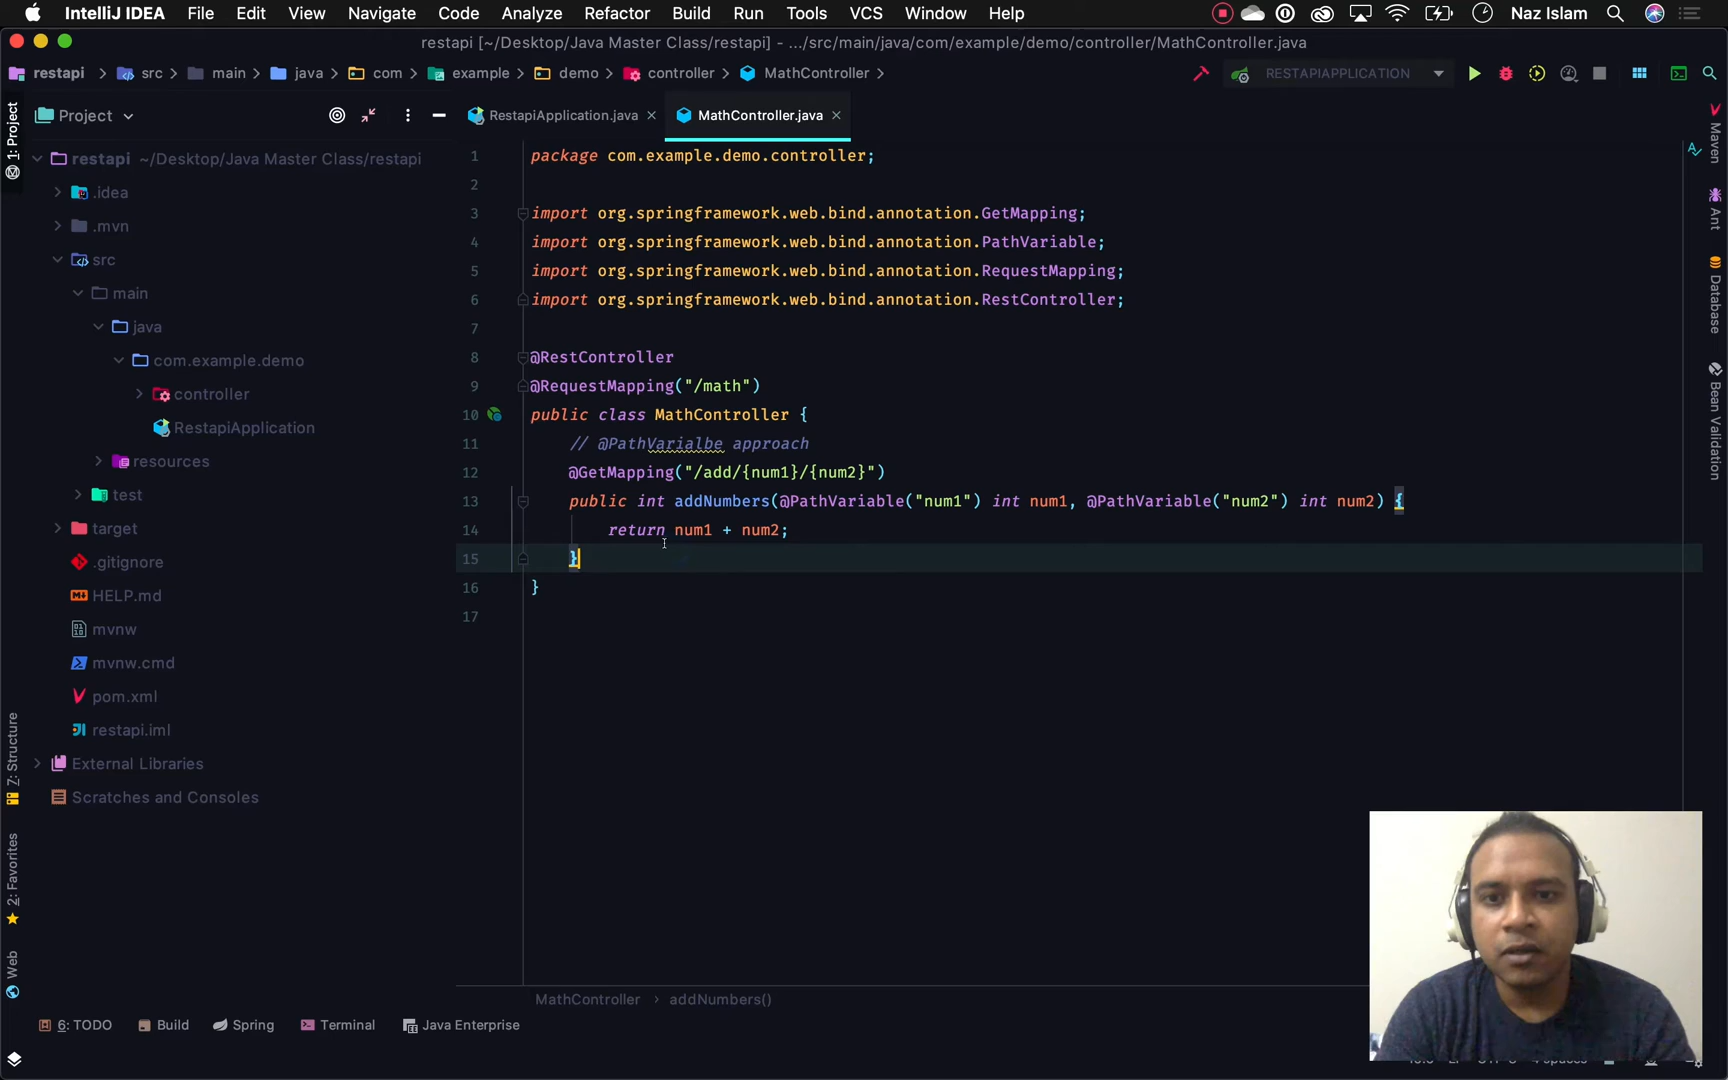 IntelliJ IDEA File Edit View Navigate Code Analyze Refactor Build Run Tools VCS Window Help Naz Islam
restapi [~/Desktop/Java Master Class/restapi] - .../src/main/java/com/example/demo/controller/MathController.java
restapi src main java com example demo controller MathController RESTAPIAPPLICATION
Project RestapiApplication.java MathController.java
1: Project
restapi ~/Desktop/Java Master Class/restapi
.idea
.mvn
src
main
java
com.example.demo
controller
RestapiApplication
resources
test
target
.gitignore
HELP.md
mvnw
mvnw.cmd
pom.xml
restapi.iml
External Libraries
Scratches and Consoles
Z: Structure
2: Favorites
Web
1 package com.example.demo.controller;
2
3 import org.springframework.web.bind.annotation.GetMapping;
4 import org.springframework.web.bind.annotation.PathVariable;
5 import org.springframework.web.bind.annotation.RequestMapping;
6 import org.springframework.web.bind.annotation.RestController;
7
8 @RestController
9 @RequestMapping("/math")
10 public class MathController {
11 // @PathVarialbe approach
12 @GetMapping("/add/{num1}/{num2}")
13 public int addNumbers(@PathVariable("num1") int num1, @PathVariable("num2") int num2) {
14 return num1 + num2;
15 }
16 }
17
Maven
Ant
Database
Bean Validation
MathController addNumbers()
6: TODO Build Spring Terminal Java Enterprise